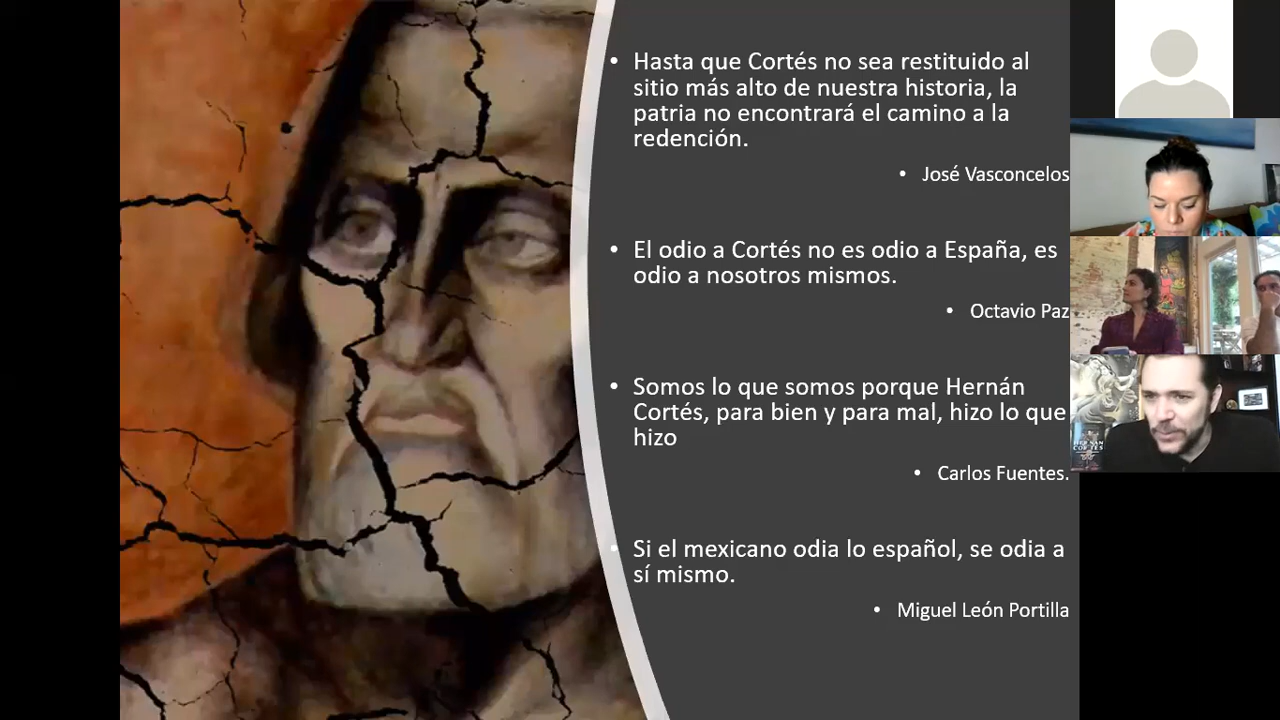 • Hasta que Cortés no sea restituido al
sitio más alto de nuestra historia, la
patria no encontrará el camino a la
redención.
• José Vasconcelos
• El odio a Cortés no es odio a España, es
odio a nosotros mismos.
• Octavio Paz
• Somos lo que somos porque Hernán
Cortés, para bien y para mal, hizo lo que
hizo
• Carlos Fuentes.
• Si el mexicano odia lo español, se odia a
sí mismo.
• Miguel León Portilla
HERNÁN
CORTÉS